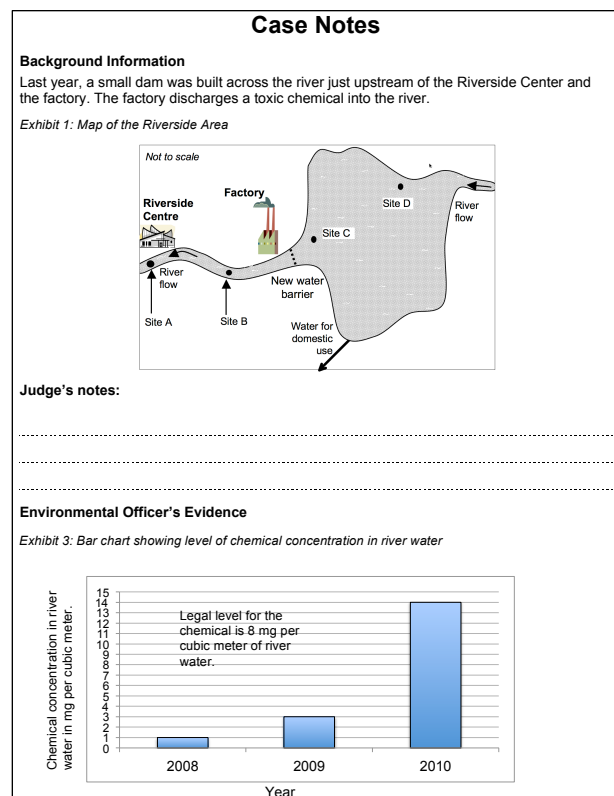 Case Notes
Background Information
Last year, a small dam was built across the river just upstream of the Riverside Center and
the factory. The factory discharges a toxic chemical into the river.
Exhibit 1: Map of the Riverside Area
Not to scale
Riverside
Centre
Factory
Site D
River
flow
Site C
River
flow
New water
barrier
Site A
Site B
Water for
domestic
use
Judge's notes:
Environmental Officer's Evidence
Exhibit 3: Bar chart showing level of chemical concentration in river water
Chemical concentration in river
water in mg per cubic meter.
15
14
13
12
11
10
9
8
7
6
5
4
3
2
1
0
Legal level for the
chemical is 8 mg per
cubic meter of river
water.
2008
2009
2010
Year